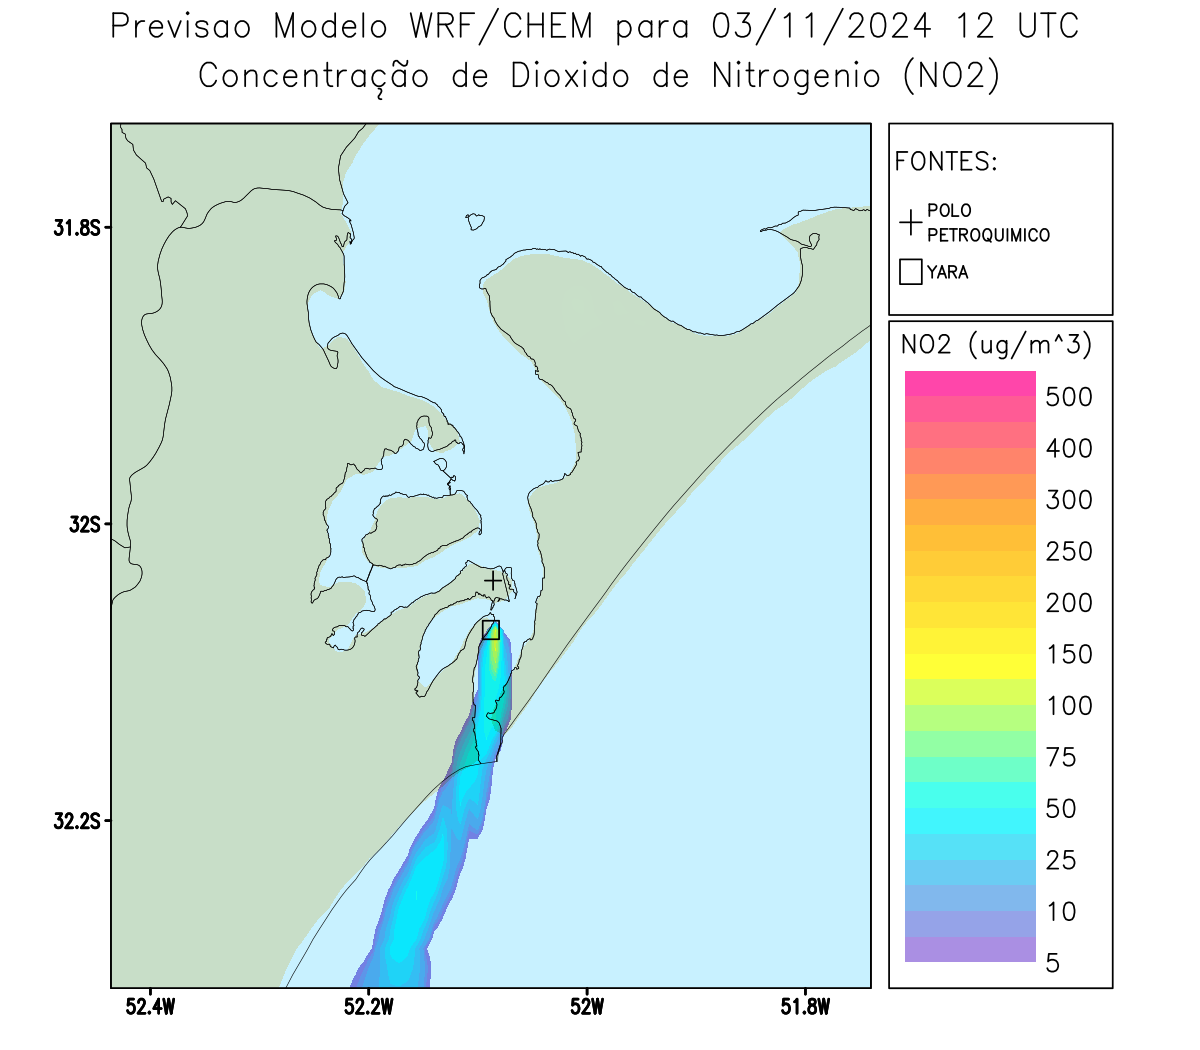 Previsao Modelo WRF/CHEM para 03/11/2024 12 UTC
Concentração de Dioxido de Nitrogenio (NO2)
FONTES:
POLO
PETROQUIMICO
YARA
NO2 (ug/m^3)
500
400
300
250
200
150
100
75
50
25
10
5
31.8S
32S
32.2S
52.4W
52.2W
52W
51.8W